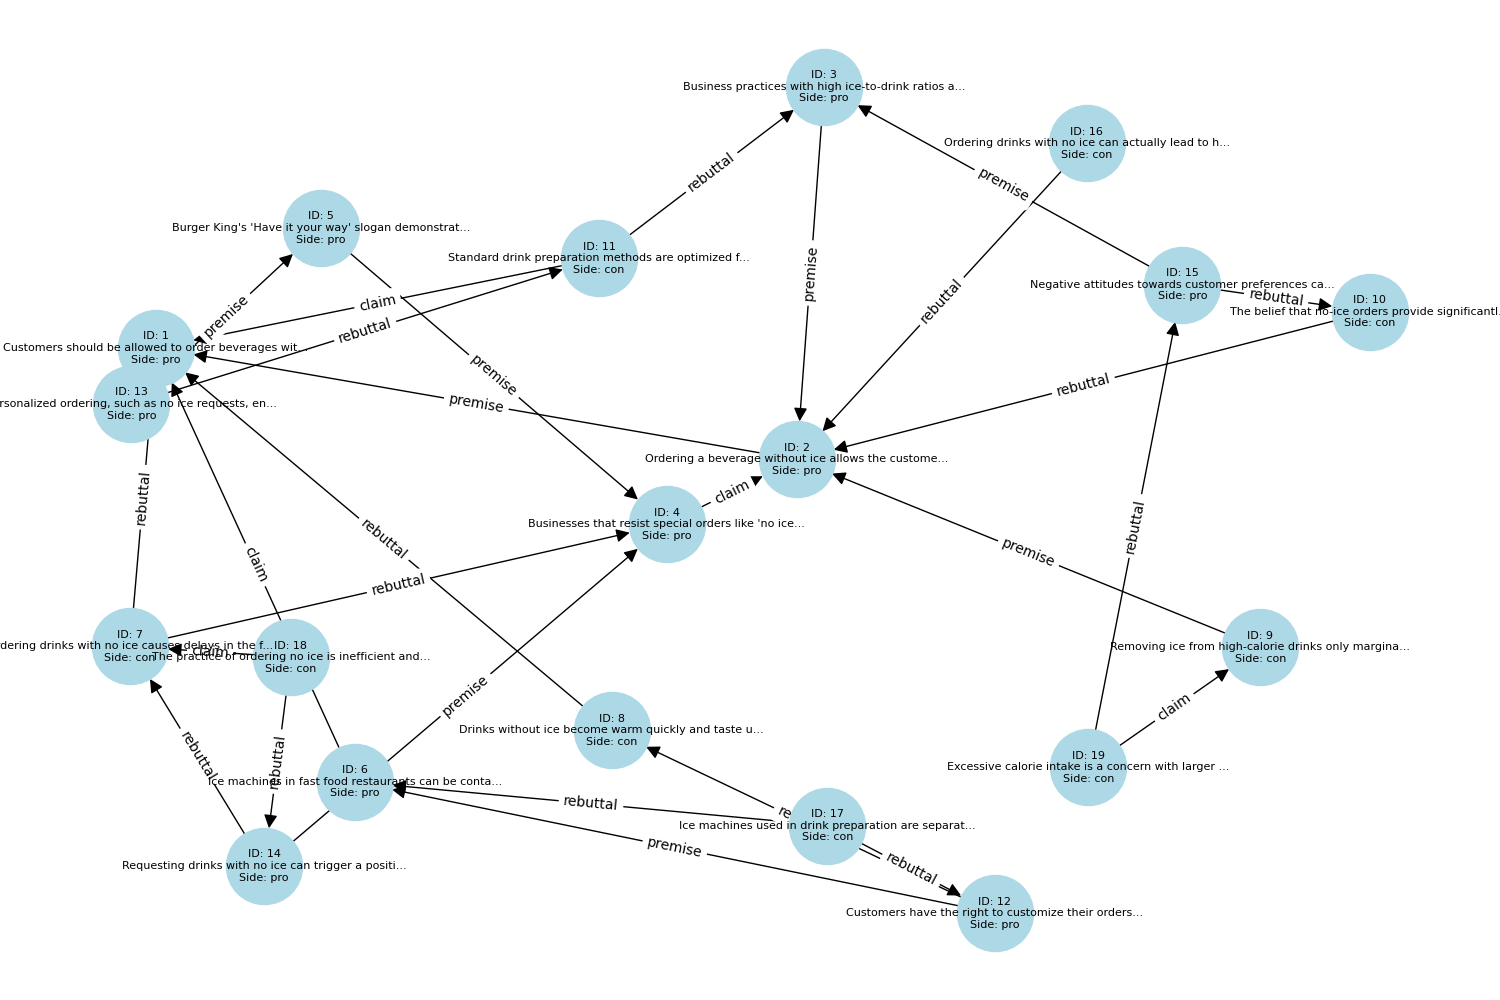 ID: 3
Business practices with high ice-to-drink ratios a...
Side: pro
ID: 16
Ordering drinks with no ice can actually lead to h...
Side: con
rebuttal
premise
ID: 5
Burger King's 'Have it your way' slogan demonstrat...
Side: pro
ID: 11
Standard drink preparation methods are optimized f...
Side: con
ID: 15
Negative attitudes towards customer preferences ca...
Side: pro
rebuttal
ID: 10
The belief that no-ice orders provide significantl...
Side: con
premise
claim
rebuttal
premise
rebuttal
ID: 1
Customers should be allowed to order beverages wit...
Side: pro
ID: 13
rsonalized ordering, such as no ice requests, en...
Side: pro
premise
premise
rebuttal
ID: 2
Ordering a beverage without ice allows the custome...
Side: pro
claim
rebuttal
ID: 4
Businesses that resist special orders like 'no ice...
Side: pro
rebuttal
rebuttal
premise
claim
rebuttal
ID: 7
dering drinks with no ice causes delays in the f...
Side: con
claim
ID: 18
The practice of ordering no ice is inefficient and...
Side: con
ID: 9
Removing ice from high-calorie drinks only margina...
Side: con
premise
claim
ID: 8
Drinks without ice become warm quickly and taste u...
Side: con
rebuttal
rebuttal
ID: 6
Ice machines in fast food restaurants can be conta...
Side: pro
ID: 19
Excessive calorie intake is a concern with larger ...
Side: con
rebuttal
re
ID: 17
Ice machines used in drink preparation are separat...
Side: con
premise
rebuttal
ID: 14
Requesting drinks with no ice can trigger a positi...
Side: pro
ID: 12
Customers have the right to customize their orders...
Side: pro